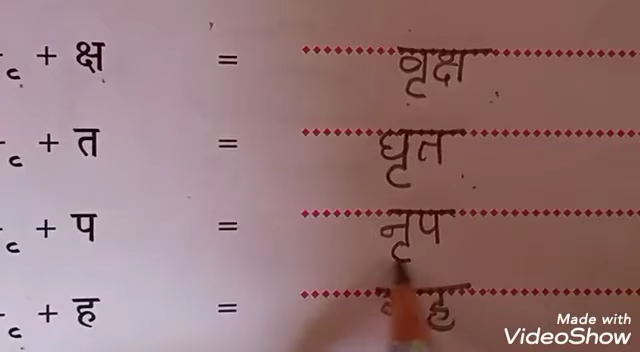 ृ + क्ष = वृक्ष
ृ + त = घृत
ृ + प = नृप
ृ + ह = ह
Made with
VideoShow